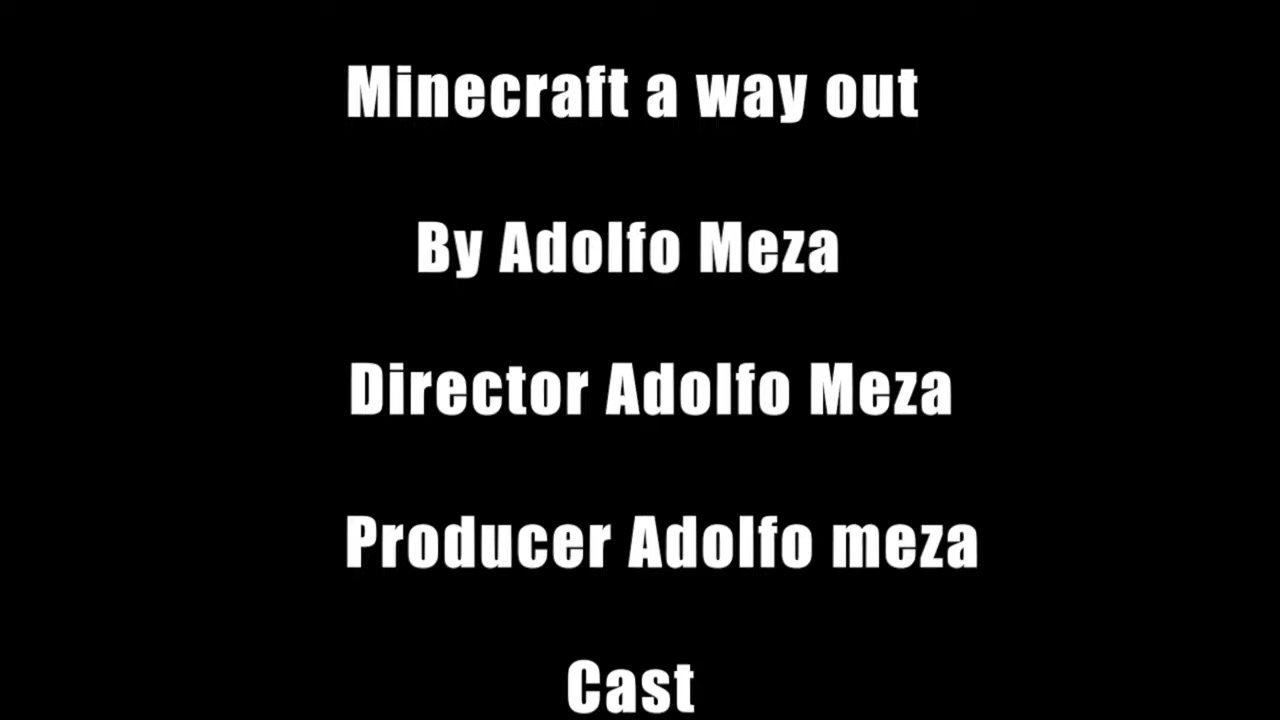 Minecraft a way out
By Adolfo Meza
Director Adolfo Meza
Producer Adolfo meza
Cast